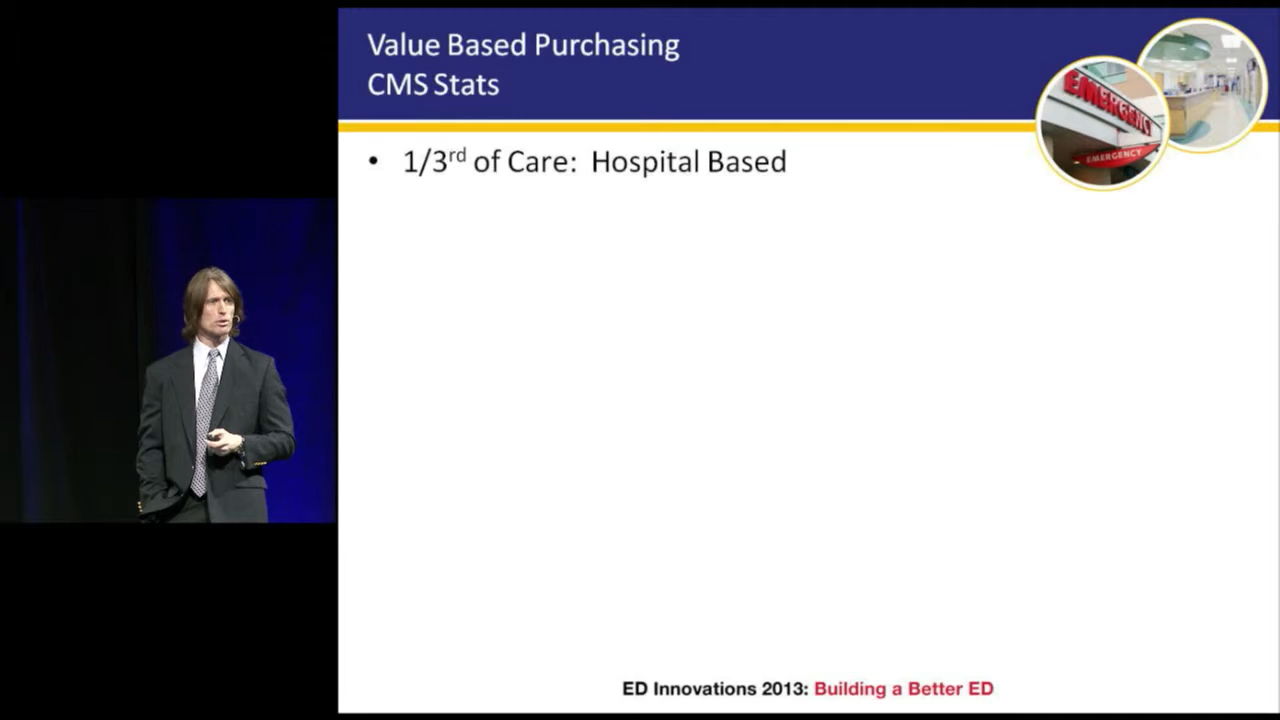 Value Based Purchasing
CMS Stats
EMERGENCY
EMERGENCY
• 1/3rd of Care: Hospital Based
ED Innovations 2013: Building a Better ED